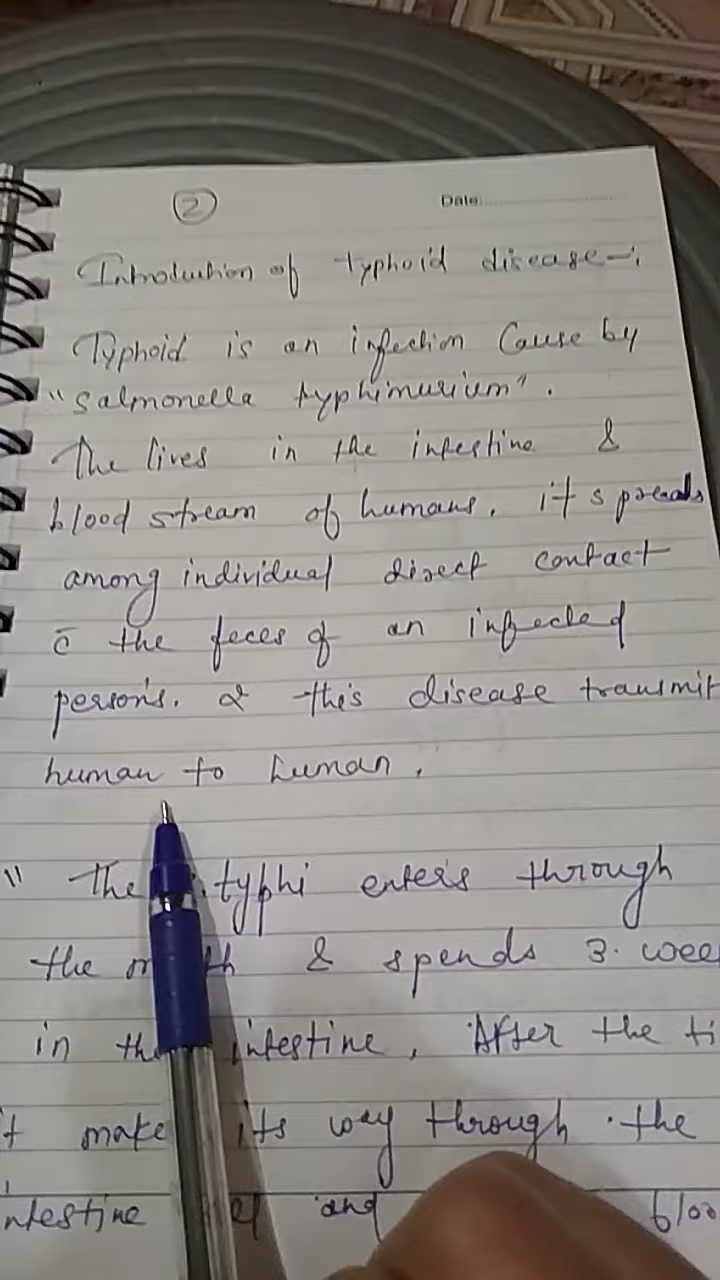 ②
Date:
Introduction of typhoid disease-:
Typhoid is an infection Cause by
"Salmonella typhimurium".
The lives in the intestine &
blood stream of humans. it spreads
among individual direct contact
c̄ the feces of an infected
person's. & this disease transmit
human to human.
" The typhi enters through
the & spends 3. wee
in the intestine. After the ti
t make its way through the
ntestine and bloo